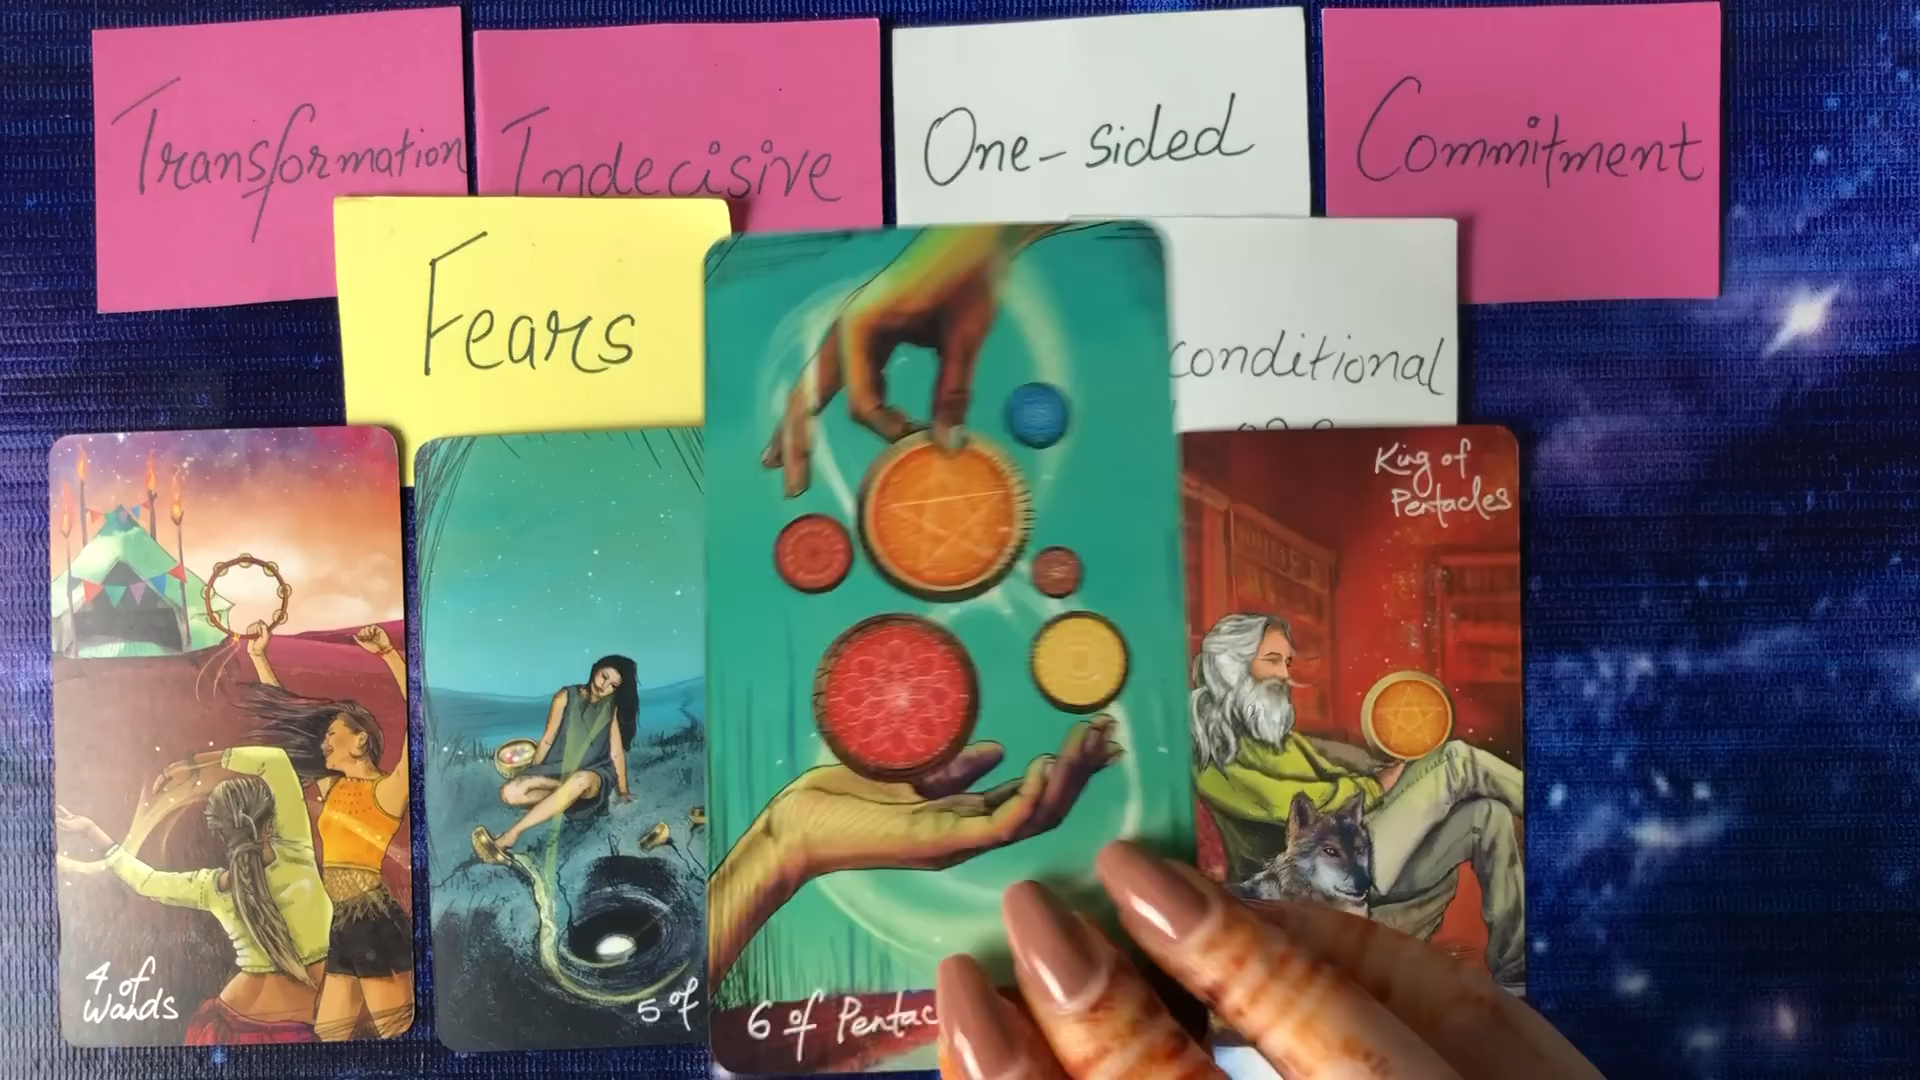 Transformation
Indecisive
One-sided
Commitment
Fears
conditional
King of
Pentacles
4 of
Wands
5 of
6 of Pentac